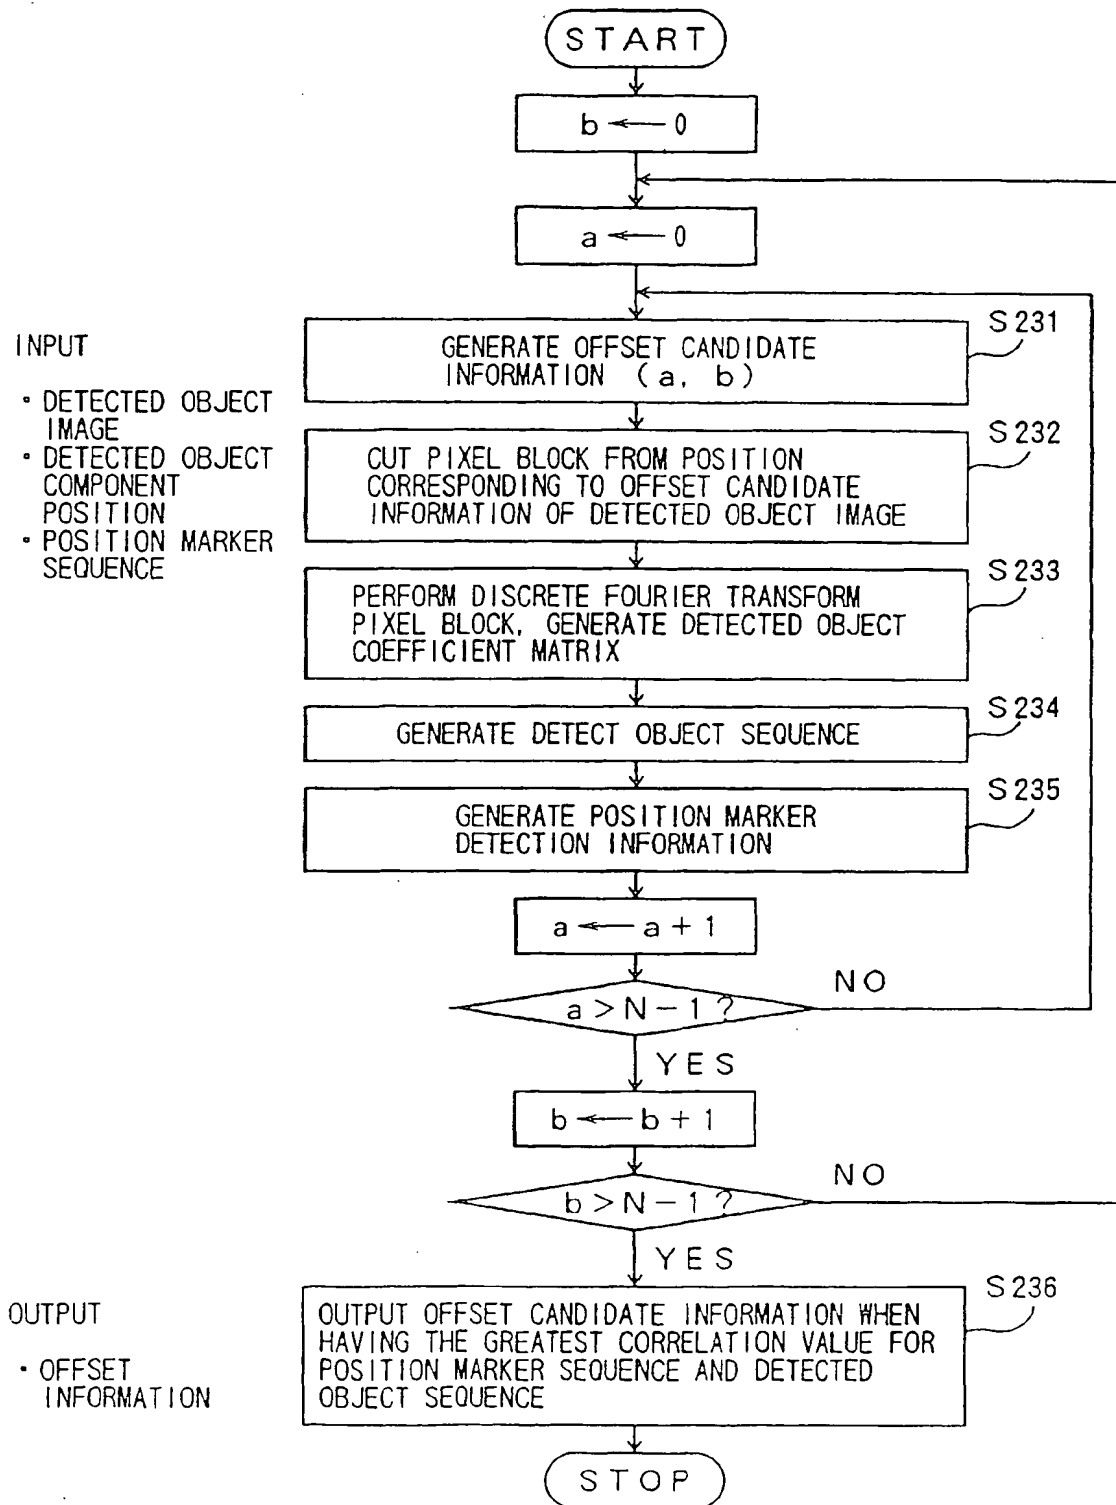 START
b ← 0
a ← 0
S231
GENERATE OFFSET CANDIDATE
INFORMATION (a, b)
INPUT
• DETECTED OBJECT
IMAGE
• DETECTED OBJECT
COMPONENT
POSITION
• POSITION MARKER
SEQUENCE
S232
CUT PIXEL BLOCK FROM POSITION
CORRESPONDING TO OFFSET CANDIDATE
INFORMATION OF DETECTED OBJECT IMAGE
S233
PERFORM DISCRETE FOURIER TRANSFORM
PIXEL BLOCK, GENERATE DETECTED OBJECT
COEFFICIENT MATRIX
S234
GENERATE DETECT OBJECT SEQUENCE
S235
GENERATE POSITION MARKER
DETECTION INFORMATION
a ← a + 1
a > N - 1 ?
NO
YES
b ← b + 1
b > N - 1 ?
NO
YES
S236
OUTPUT
• OFFSET
INFORMATION
OUTPUT OFFSET CANDIDATE INFORMATION WHEN
HAVING THE GREATEST CORRELATION VALUE FOR
POSITION MARKER SEQUENCE AND DETECTED
OBJECT SEQUENCE
STOP